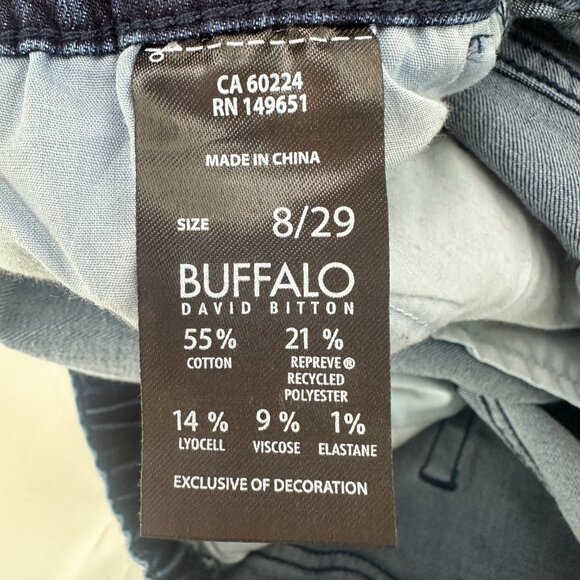 CA 60224
RN 149651
MADE IN CHINA
SIZE 8/29
BUFFALO
DAVID BITTON
55% 21 %
COTTON REPREVE®
RECYCLED
POLYESTER
14 % 9 % 1%
LYOCELL VISCOSE ELASTANE
EXCLUSIVE OF DECORATION